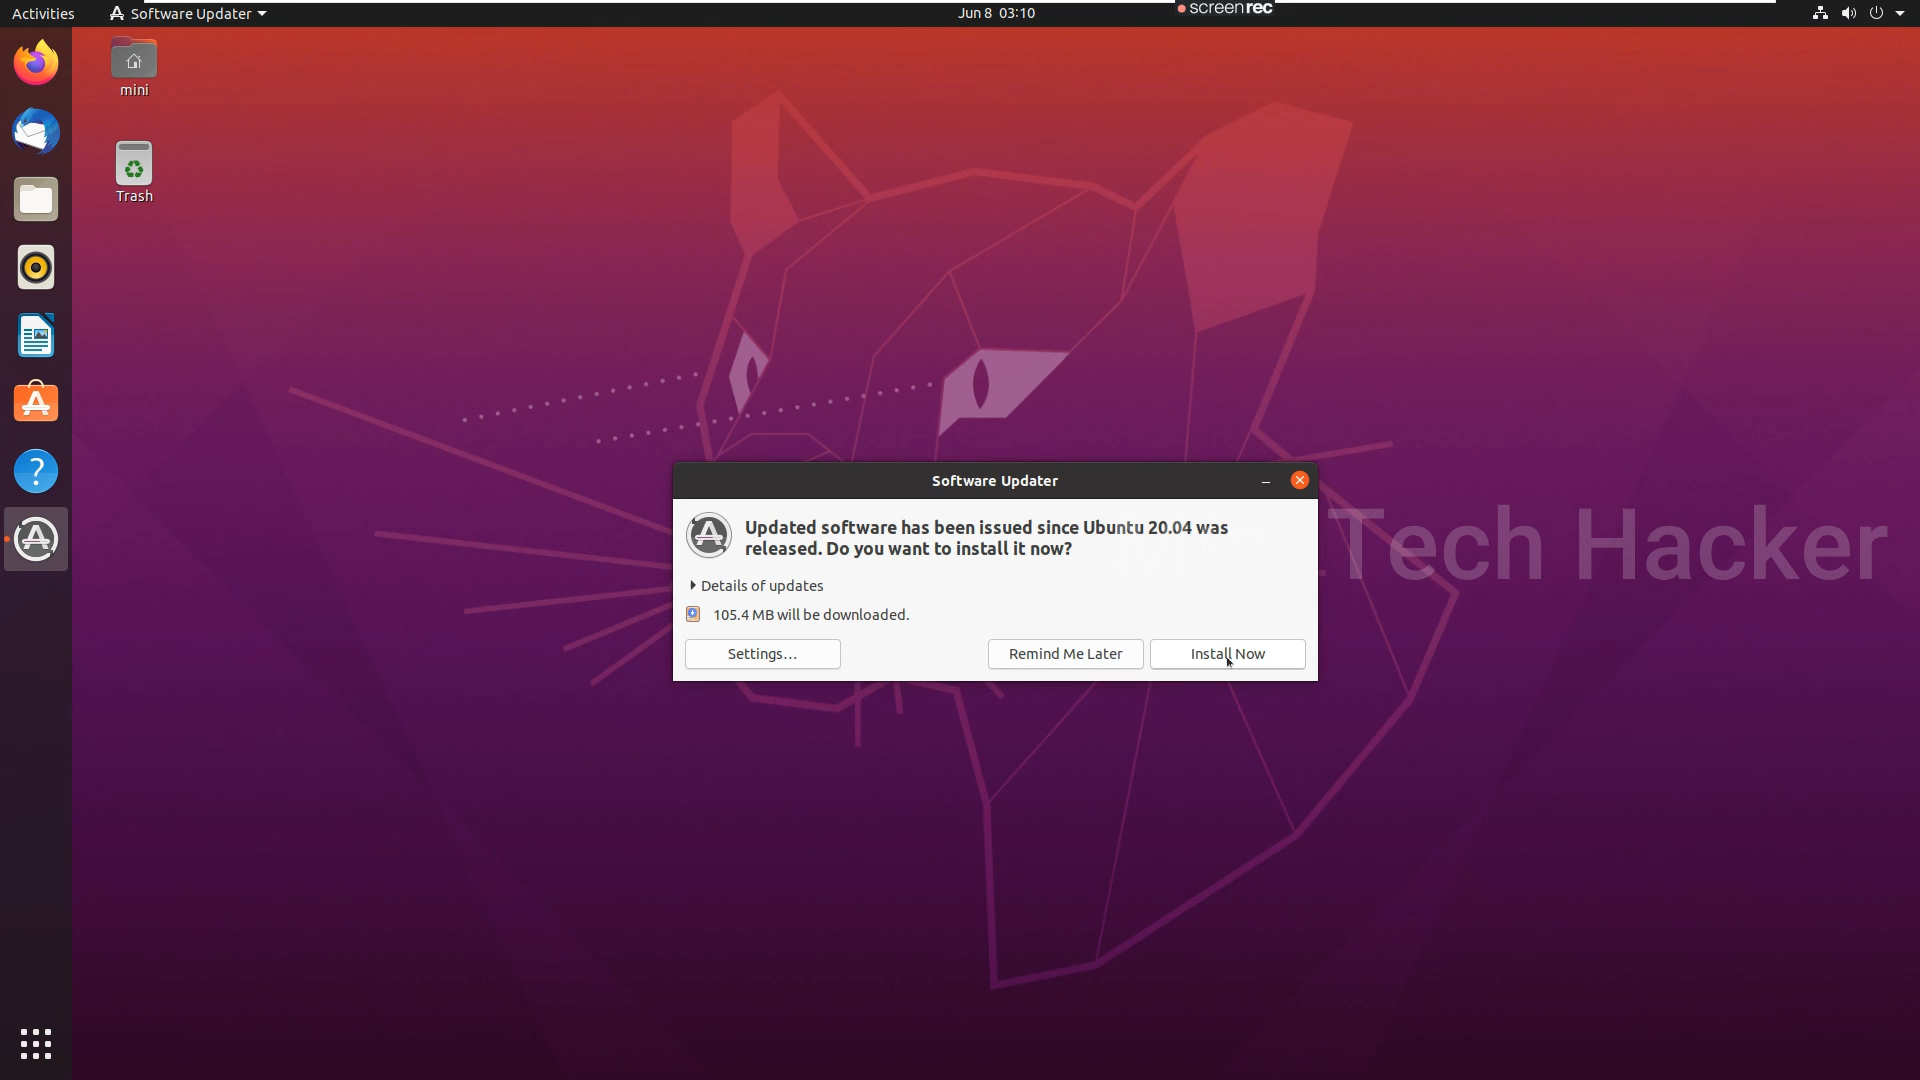 Activities
Software Updater
Jun 8 03:10
screenrec
mini
Trash
Software Updater
Updated software has been issued since Ubuntu 20.04 was
released. Do you want to install it now?
Details of updates
105.4 MB will be downloaded.
Settings…
Remind Me Later
Install Now
.Tech Hacker